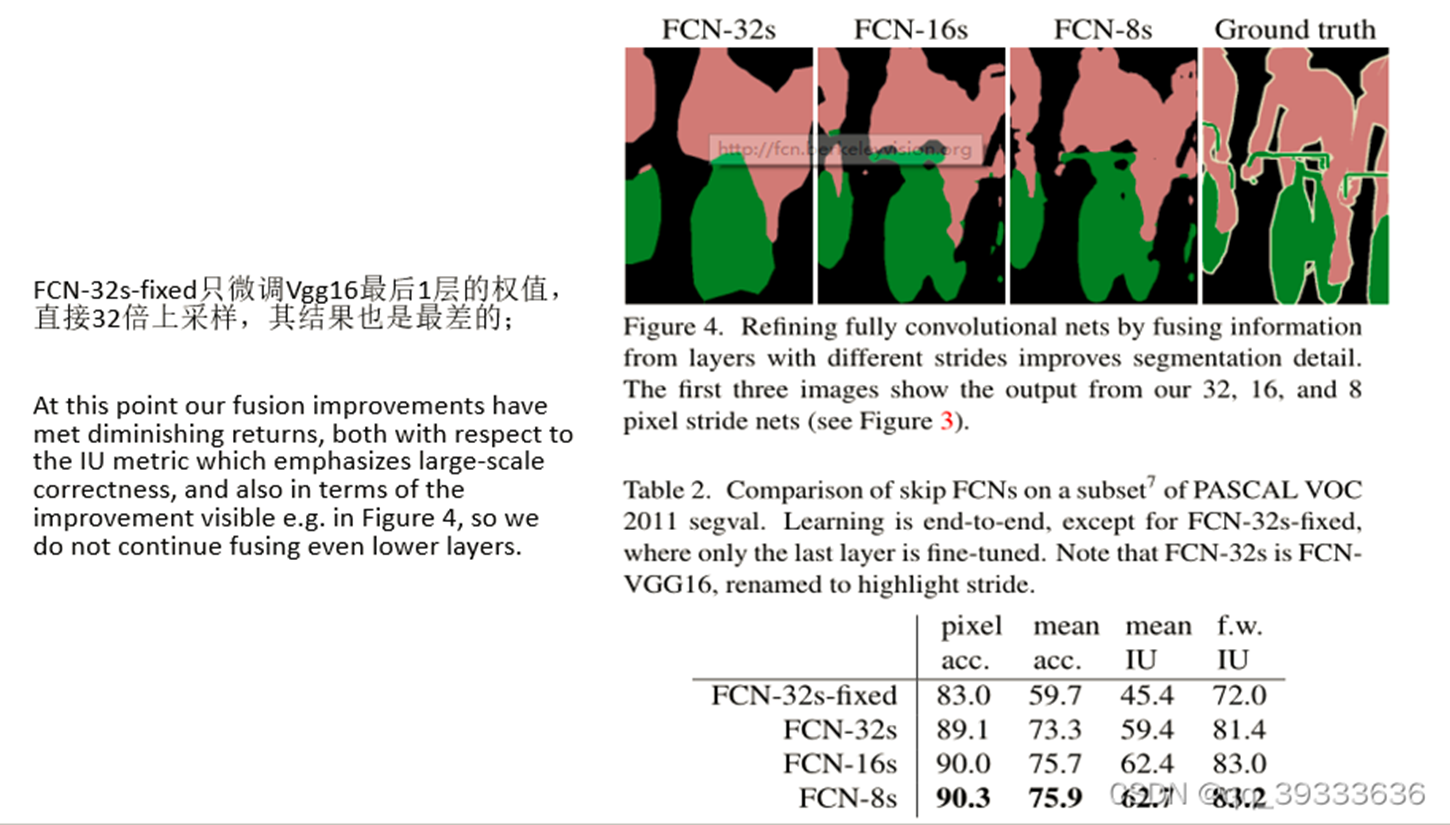 FCN-32s-fixed只微调Vgg16最后1层的权值，
直接32倍上采样，其结果也是最差的；
At this point our fusion improvements have
met diminishing returns, both with respect to
the IU metric which emphasizes large-scale
correctness, and also in terms of the
improvement visible e.g. in Figure 4, so we
do not continue fusing even lower layers.
FCN-32s FCN-16s FCN-8s Ground truth
http://fcn.berkeleyvision.org
Figure 4. Refining fully convolutional nets by fusing information
from layers with different strides improves segmentation detail.
The first three images show the output from our 32, 16, and 8
pixel stride nets (see Figure 3).
Table 2. Comparison of skip FCNs on a subset7 of PASCAL VOC
2011 segval. Learning is end-to-end, except for FCN-32s-fixed,
where only the last layer is fine-tuned. Note that FCN-32s is FCN-
VGG16, renamed to highlight stride.
pixel mean mean f.w.
acc. acc. IU IU
FCN-32s-fixed 83.0 59.7 45.4 72.0
FCN-32s 89.1 73.3 59.4 81.4
FCN-16s 90.0 75.7 62.4 83.0
FCN-8s 90.3 75.9 62.7 83.2
CSDN @qq_39333636